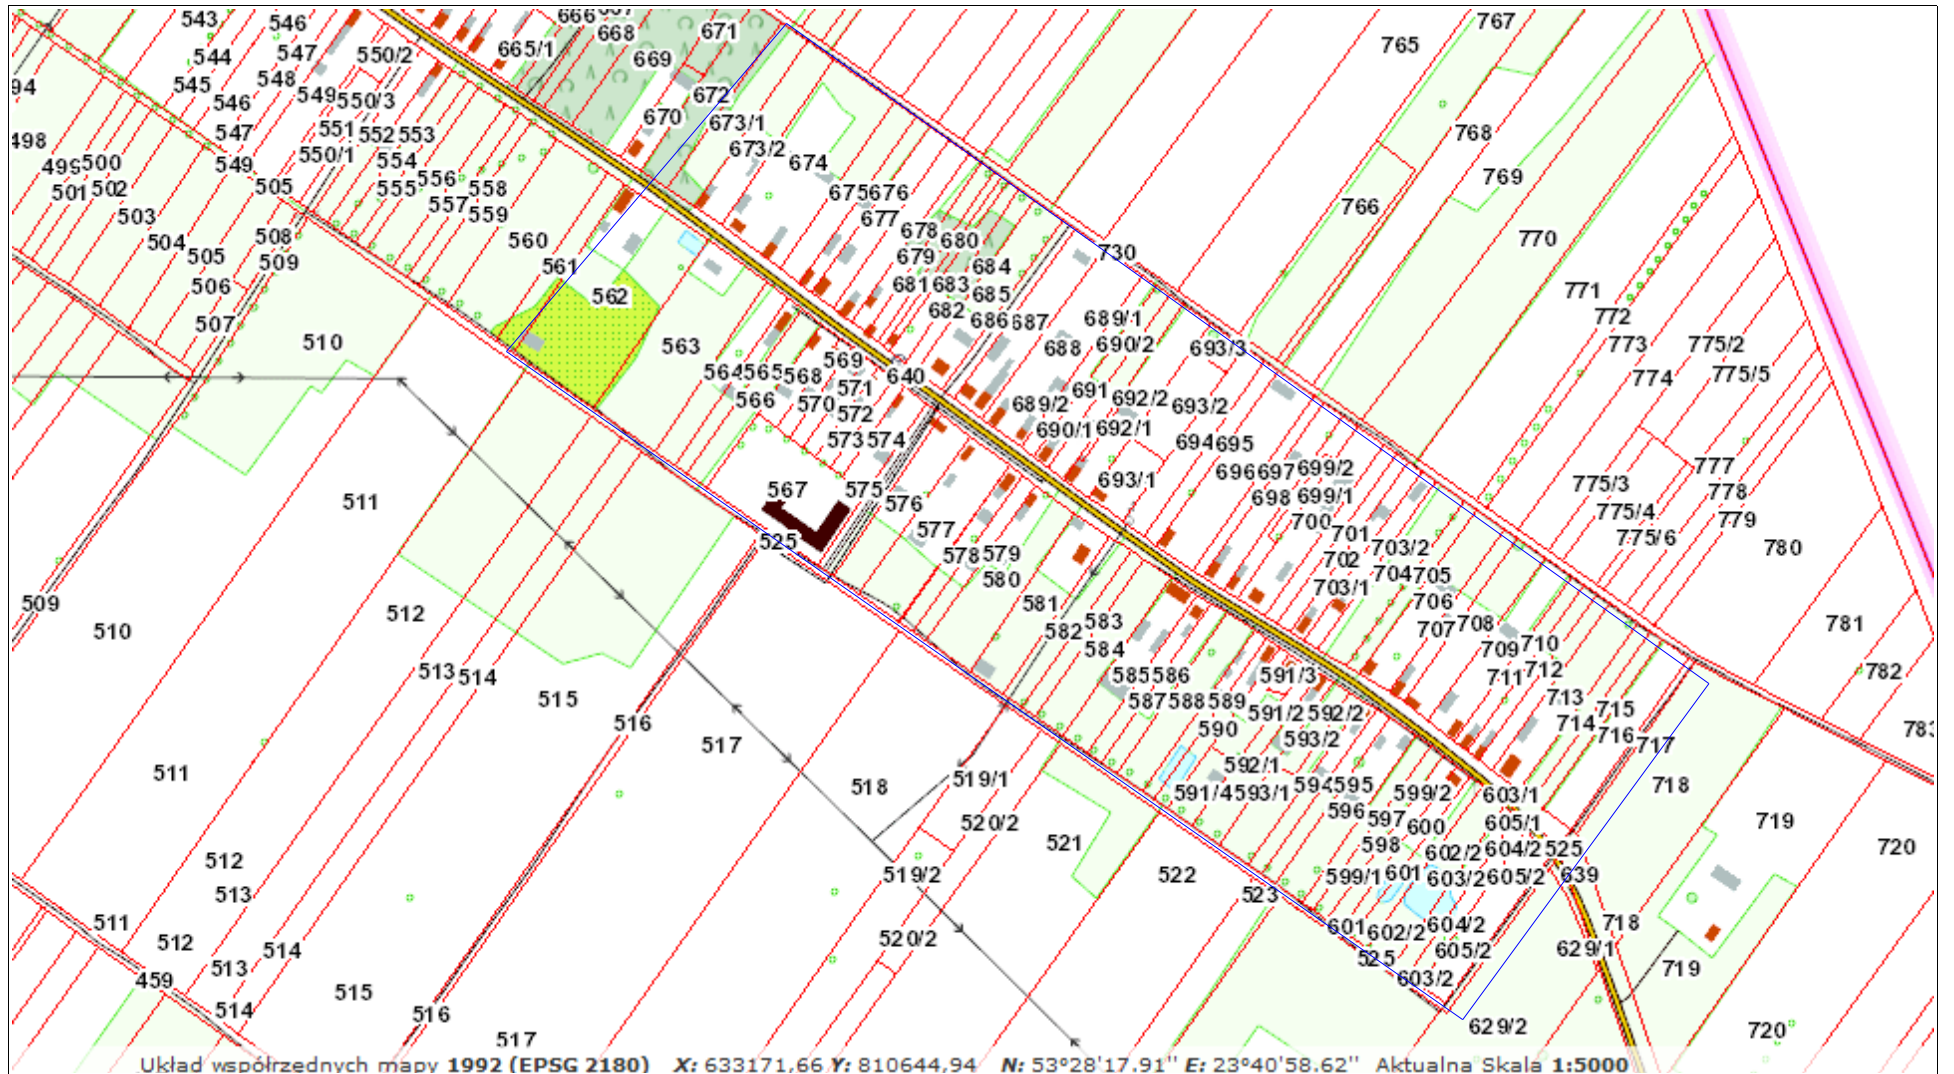 543 546 666 667 671 767
544 547 550/2 665/1 668 669 765
545 548 549 550/3 672
94 546 670 673/1 768
498 547 551 552 553 673/2 674
499 500 549 550/1 554 769
501 502 505 555 556 558 675 676 766
503 557 559 677
504 505 508 560 678 680 730 770
509 561 679 684
506 562 681 683 685 771
507 682 686 687 689/1 772
510 563 569 688 690/2 693/3 773 775/2
564 565 568 571 640 774 775/5
566 570 572 689/2 691 692/2 693/2
573 574 690/1 692/1 694 695
511 567 575 693/1 696 697 699/2 777
576 698 699/1 775/3 778
525 577 700 701 775/4 779
578 579 702 703/2 775/6 780
580 704 705
509 512 581 703/1 706
510 582 583 707 708 781
584 709 710
513 514 585 586 591/3 711 712 782
515 587 588 589 713
516 591/2 592/2 714 715 783
517 590 593/2 716 717
511 518 519/1 592/1 718
591/4 593/1 594 595 599/2 603/1
520/2 596 597 600 605/1 719
512 521 598 602/2 604/2 525 720
513 519/2 522 599/1 601 603/2 605/2 639
511 523 601 602/2 604/2 718
512 514 520/2 605/2 629/1
513 525 719
459 515 603/2
514 516 629/2 720
517
Układ współrzędnych mapy 1992 (EPSG 2180) X: 633171,66 Y: 810644,94 N: 53°28'17.91'' E: 23°40'58.62'' Aktualna Skala 1:5000